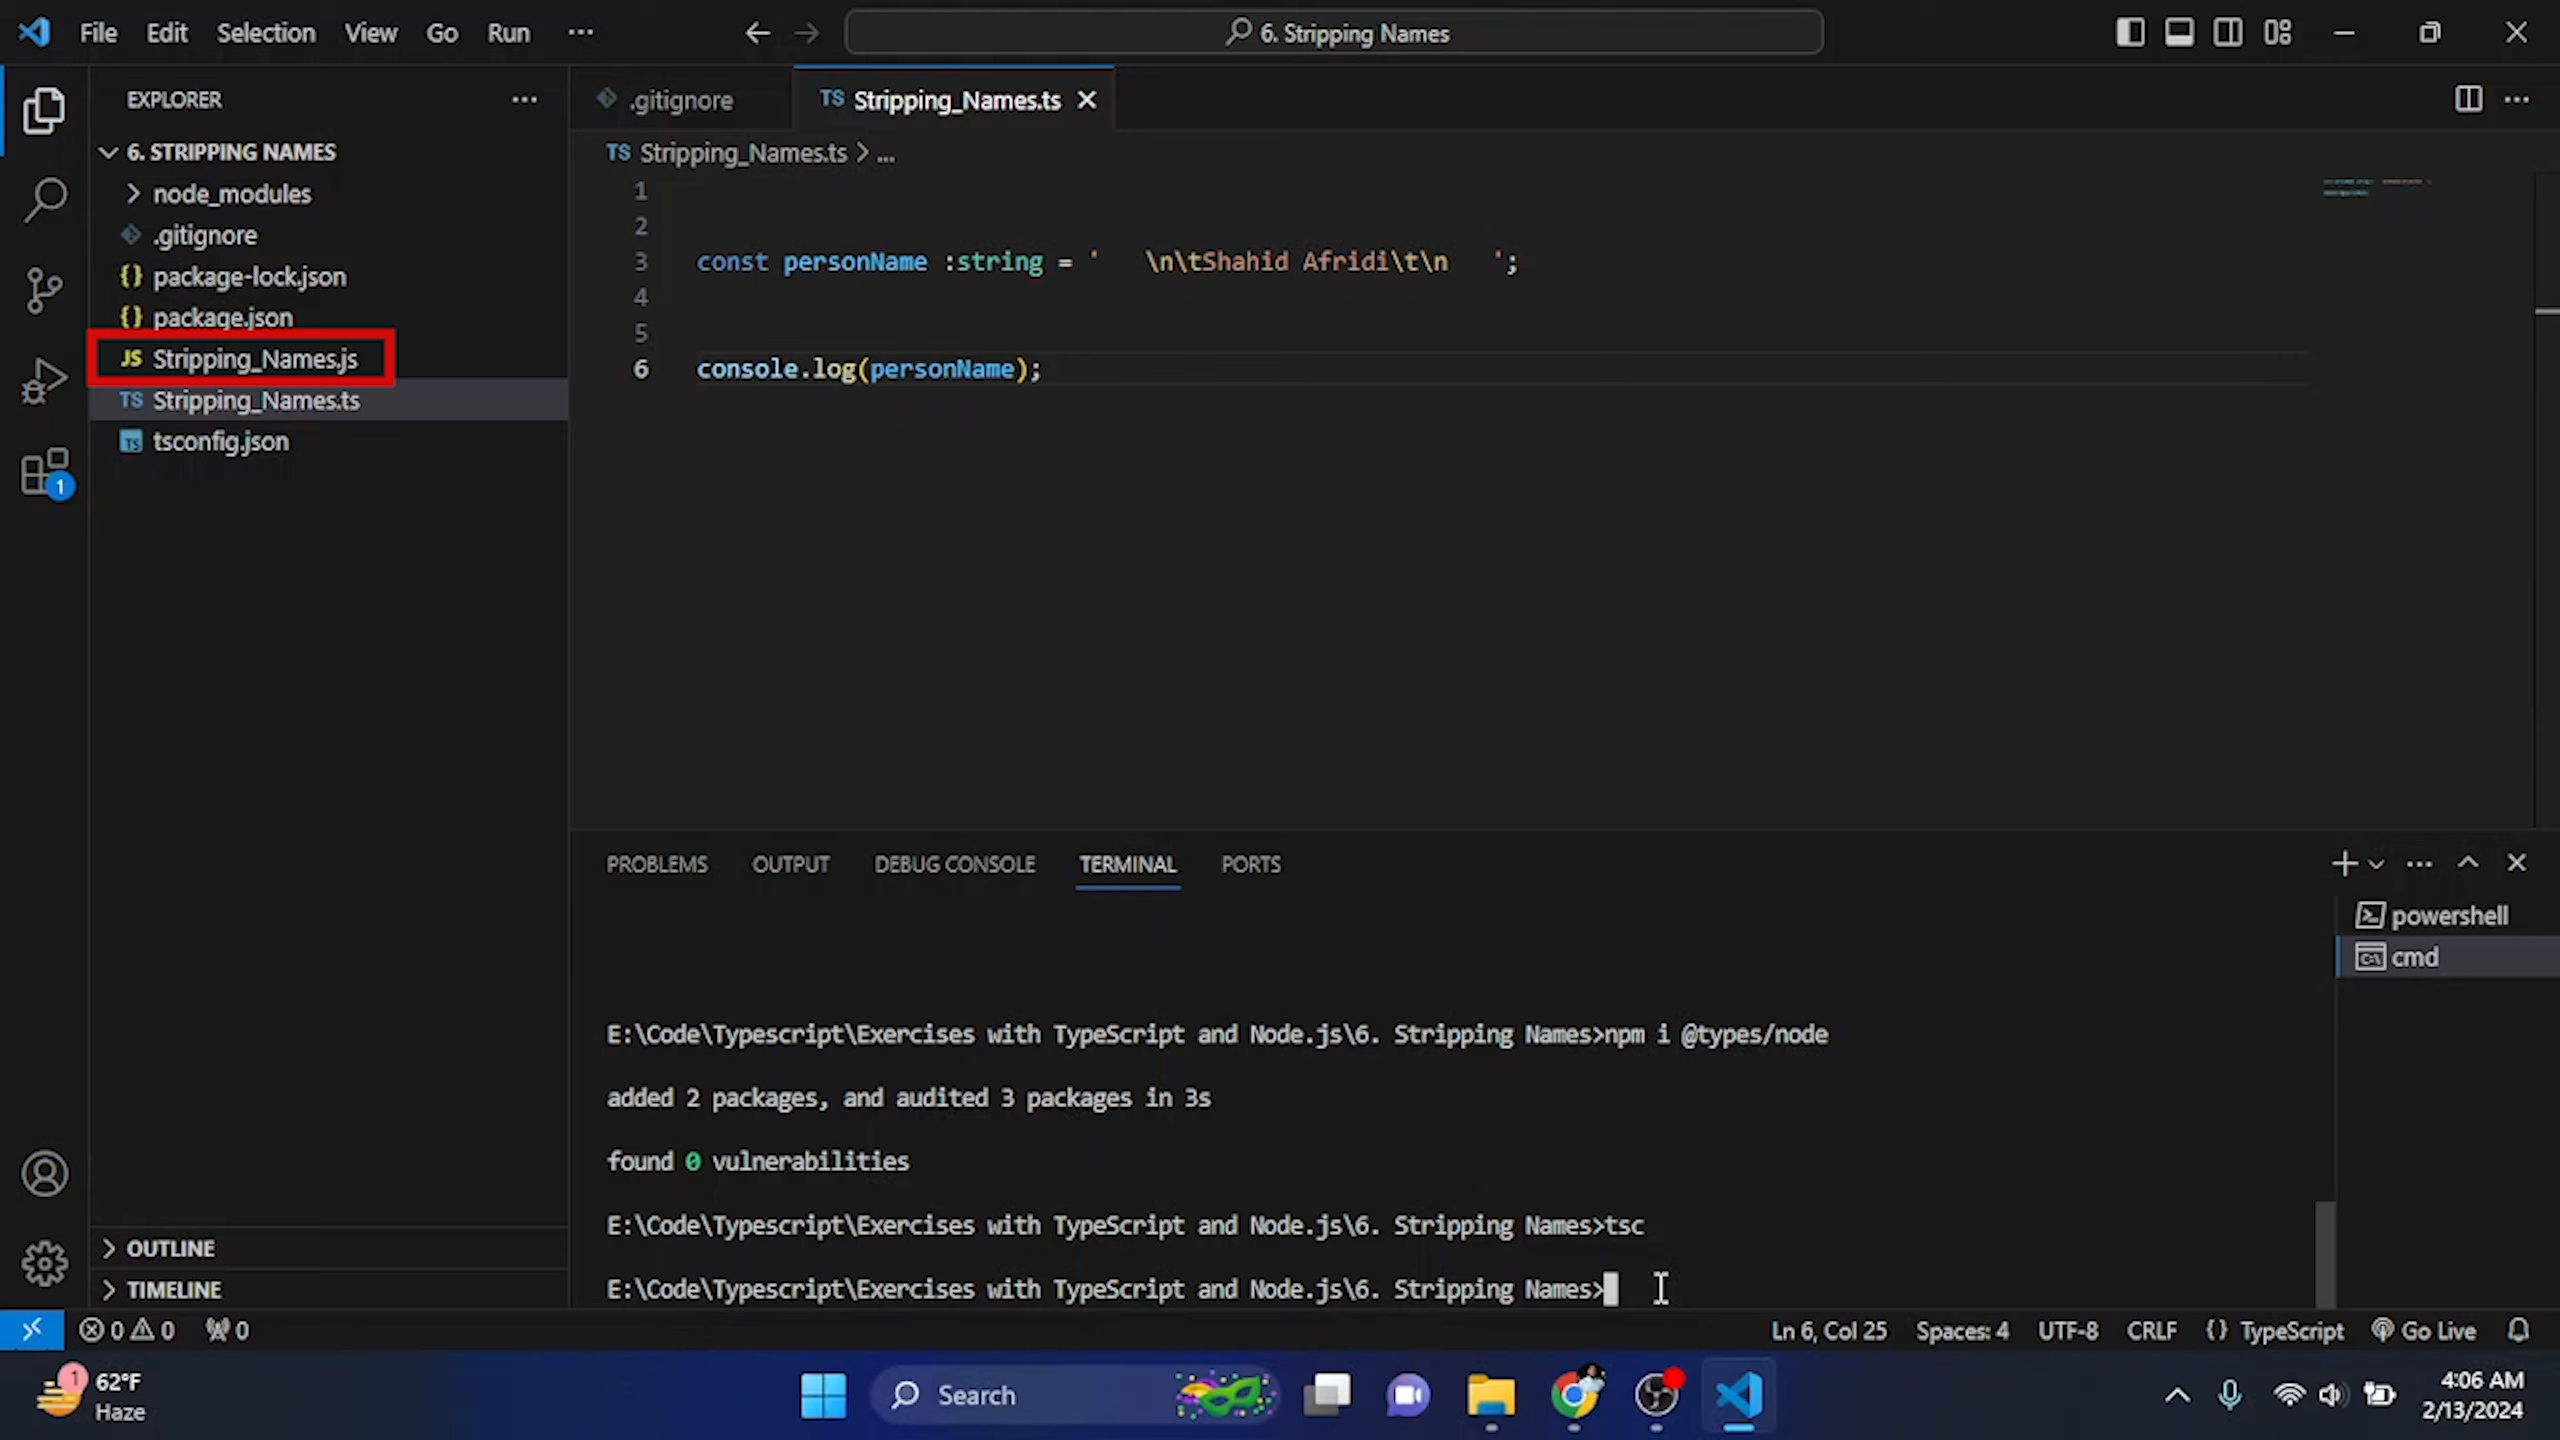 File Edit Selection View Go Run ...
6. Stripping Names
EXPLORER
6. STRIPPING NAMES
node_modules
.gitignore
{} package-lock.json
{} package.json
JS Stripping_Names.js
TS Stripping_Names.ts
TS tsconfig.json
1
OUTLINE
TIMELINE
.gitignore
TS Stripping_Names.ts
TS Stripping_Names.ts > ...
1
2
3 const personName :string = '   \n\tShahid Afridi\t\n   ';
4
5
6 console.log(personName);
PROBLEMS OUTPUT DEBUG CONSOLE TERMINAL PORTS
powershell
cmd
E:\Code\Typescript\Exercises with TypeScript and Node.js\6. Stripping Names>npm i @types/node
added 2 packages, and audited 3 packages in 3s
found 0 vulnerabilities
E:\Code\Typescript\Exercises with TypeScript and Node.js\6. Stripping Names>tsc
E:\Code\Typescript\Exercises with TypeScript and Node.js\6. Stripping Names>
0 0 0 Ln 6, Col 25 Spaces: 4 UTF-8 CRLF {} TypeScript Go Live
1 62°F
Haze
Search
4:06 AM
2/13/2024